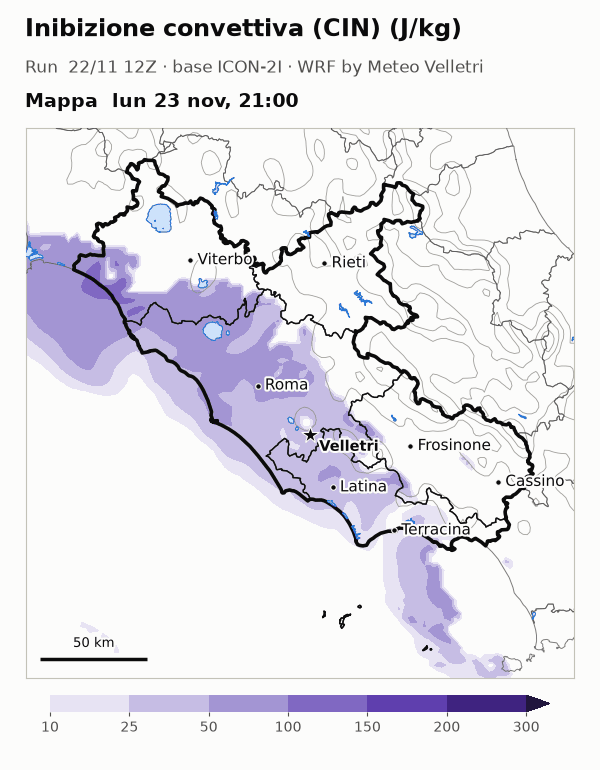 Inibizione convettiva (CIN) (J/kg)
Run  22/11 12Z · base ICON-2I · WRF by Meteo Velletri
Mappa  lun 23 nov, 21:00
Viterbo
Rieti
Roma
Velletri
Frosinone
Latina
Cassino
Terracina
50 km
10 25 50 100 150 200 300